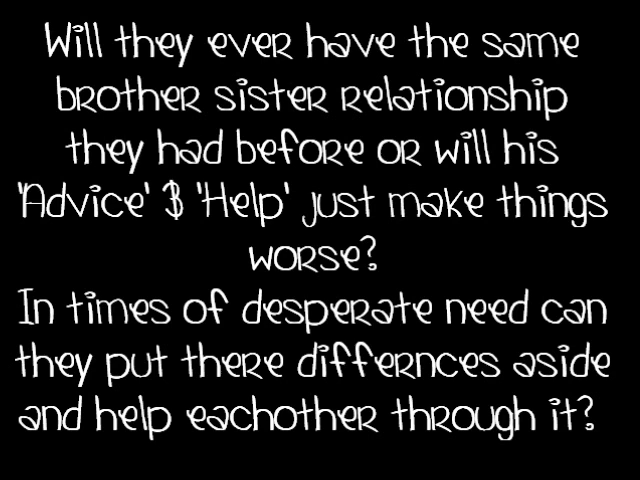 Will they ever have the same
brother sister relationship
they had before or will his
'Advice' & 'Help' just make things
worse?
In times of desperate need can
they put there differnces aside
and help eachother through it?